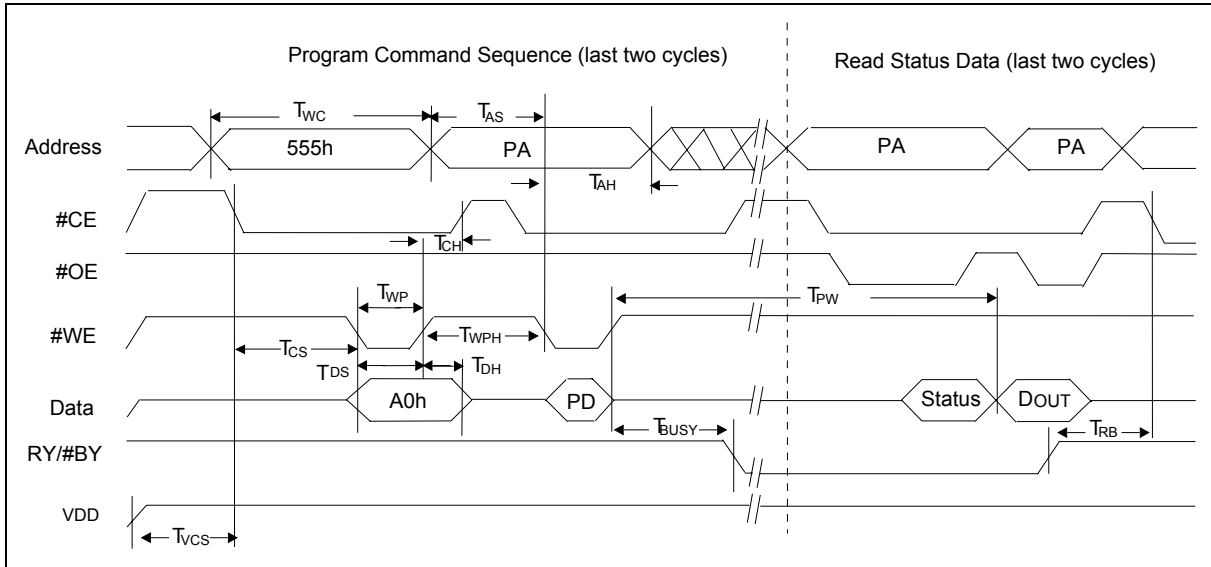 Program Command Sequence (last two cycles)
Read Status Data (last two cycles)
TWC
TAS
Address
555h
PA
PA
PA
TAH
#CE
TCH
#OE
TWP
TPW
#WE
TWPH
TCS
TDS
TDH
Data
A0h
PD
Status
DOUT
TBUSY
TRB
RY/#BY
VDD
TVCS